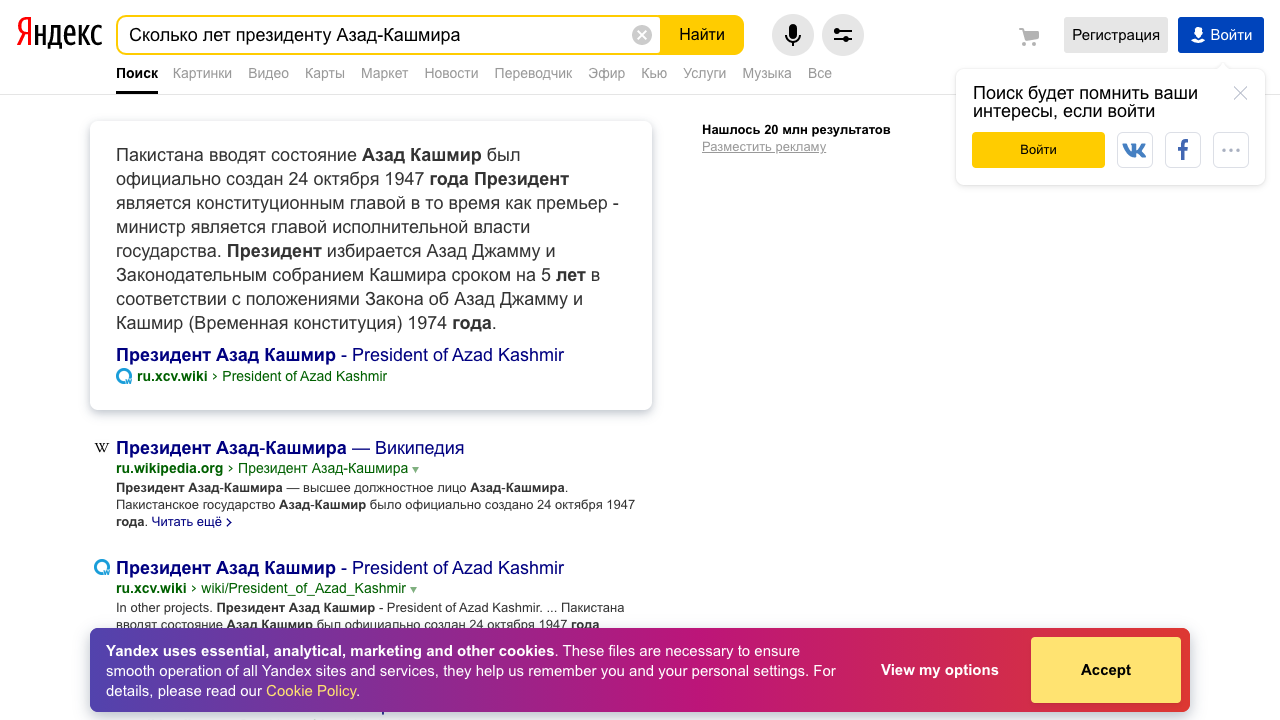 Яндекс
Сколько лет президенту Азад-Кашмира
Найти
Регистрация
Войти
Поиск Картинки Видео Карты Маркет Новости Переводчик Эфир Кью Услуги Музыка Все
Поиск будет помнить ваши
интересы, если войти
Войти
Нашлось 20 млн результатов
Разместить рекламу
Пакистана вводят состояние Азад Кашмир был
официально создан 24 октября 1947 года Президент
является конституционным главой в то время как премьер -
министр является главой исполнительной власти
государства. Президент избирается Азад Джамму и
Законодательным собранием Кашмира сроком на 5 лет в
соответствии с положениями Закона об Азад Джамму и
Кашмир (Временная конституция) 1974 года.
Президент Азад Кашмир - President of Azad Kashmir
ru.xcv.wiki › President of Azad Kashmir
Президент Азад-Кашмира — Википедия
ru.wikipedia.org › Президент Азад-Кашмира
Президент Азад-Кашмира — высшее должностное лицо Азад-Кашмира.
Пакистанское государство Азад-Кашмир было официально создано 24 октября 1947
года. Читать ещё ›
Президент Азад Кашмир - President of Azad Kashmir
ru.xcv.wiki › wiki/President_of_Azad_Kashmir
In other projects. Президент Азад Кашмир - President of Azad Kashmir. ... Пакистана
вводят состояние Азад Кашмир был официально создан 24 октября 1947 года
Yandex uses essential, analytical, marketing and other cookies. These files are necessary to ensure
smooth operation of all Yandex sites and services, they help us remember you and your personal settings. For
details, please read our Cookie Policy.
View my options
Accept